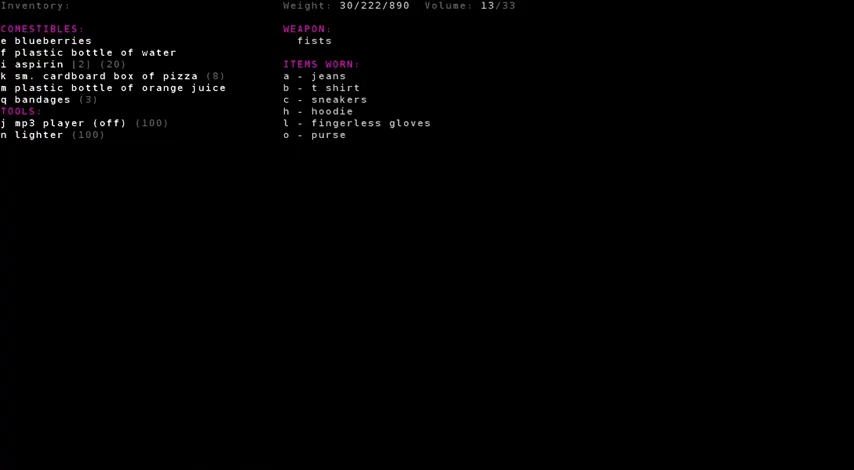 Inventory:
Weight: 30/222/890 Volume: 13/33
COMESTIBLES:
e blueberries
f plastic bottle of water
i aspirin [2] (20)
k sm. cardboard box of pizza (8)
m plastic bottle of orange juice
q bandages (3)
TOOLS:
j mp3 player (off) (100)
n lighter (100)
WEAPON:
fists
ITEMS WORN:
a - jeans
b - t shirt
c - sneakers
h - hoodie
l - fingerless gloves
o - purse